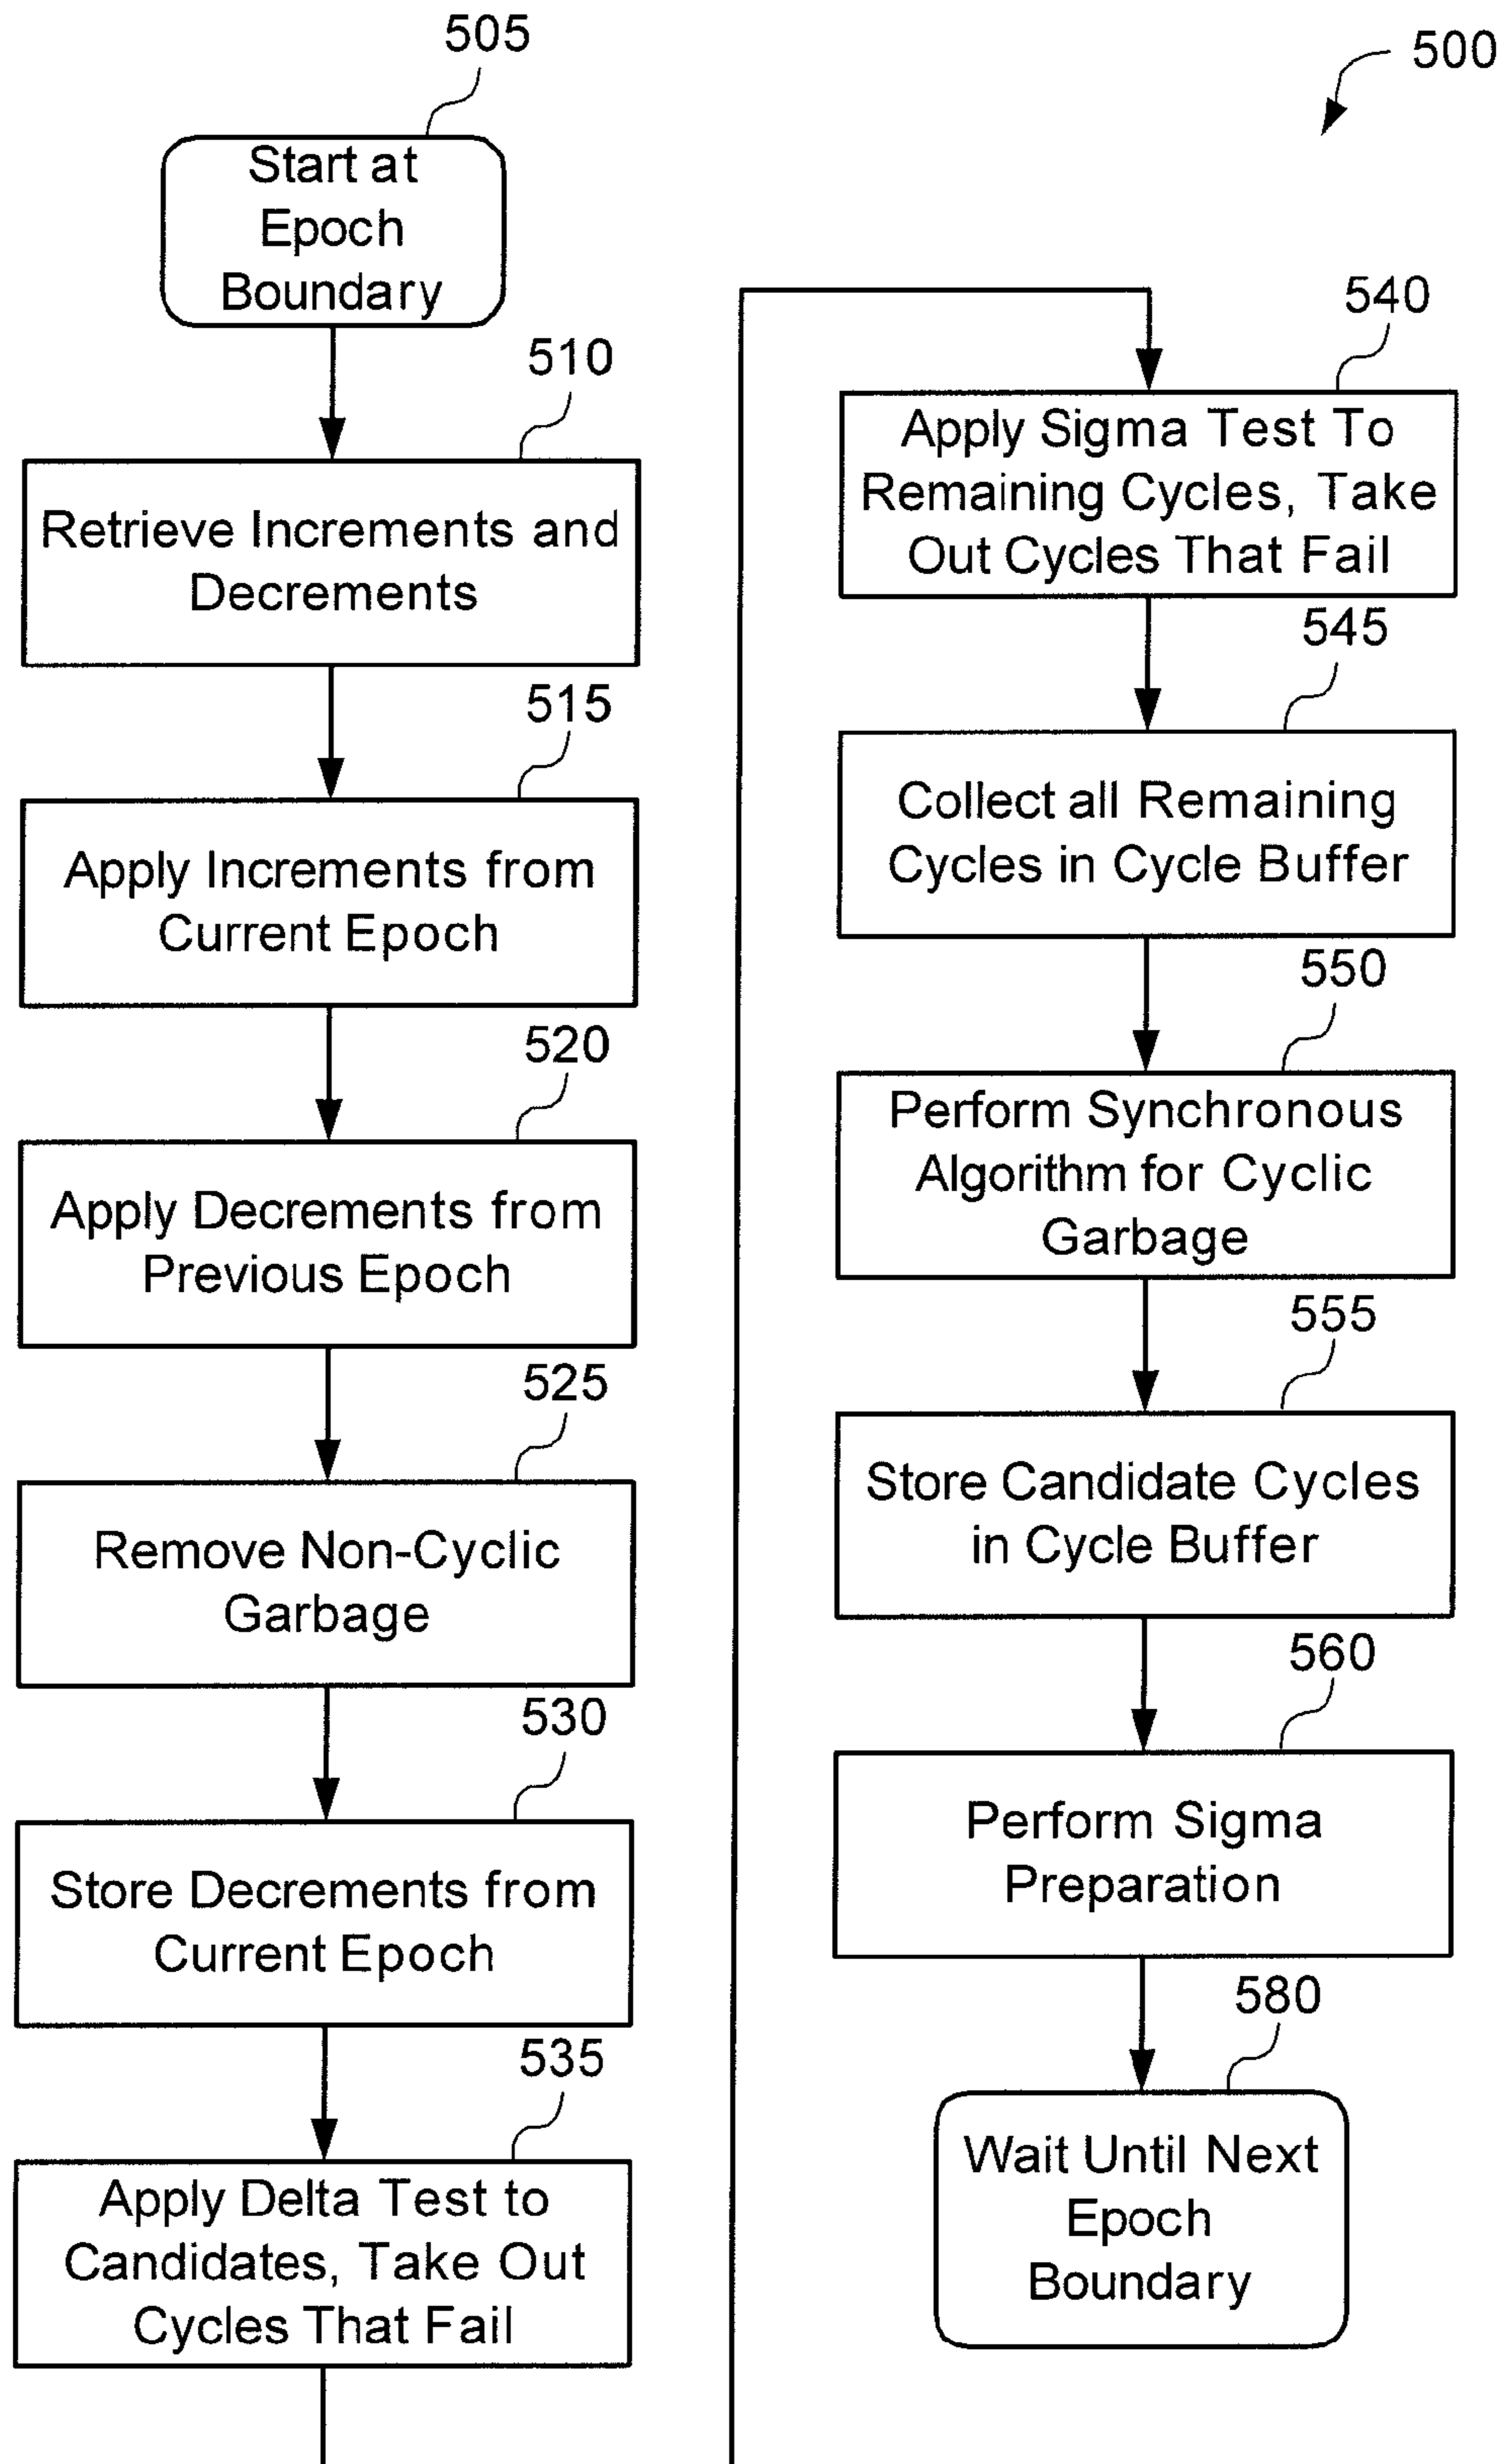 500
505
Start at
Epoch
Boundary
510
Retrieve Increments and
Decrements
515
Apply Increments from
Current Epoch
520
Apply Decrements from
Previous Epoch
525
Remove Non-Cyclic
Garbage
530
Store Decrements from
Current Epoch
535
Apply Delta Test to
Candidates, Take Out
Cycles That Fail
540
Apply Sigma Test To
Remaining Cycles, Take
Out Cycles That Fail
545
Collect all Remaining
Cycles in Cycle Buffer
550
Perform Synchronous
Algorithm for Cyclic
Garbage
555
Store Candidate Cycles
in Cycle Buffer
560
Perform Sigma
Preparation
580
Wait Until Next
Epoch
Boundary